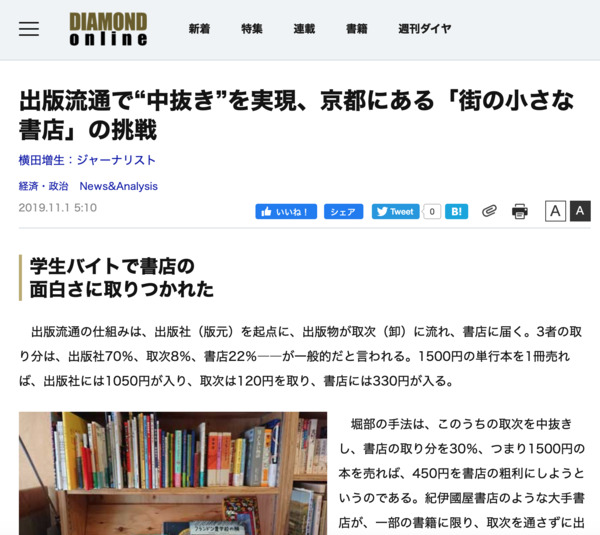 DIAMOND
online
新着 特集 連載 書籍 週刊ダイヤ
出版流通で“中抜き”を実現、京都にある「街の小さな
書店」の挑戦
横田増生：ジャーナリスト
経済・政治 News&Analysis
2019.11.1 5:10
いいね！ シェア Tweet 0 B! A A
学生バイトで書店の
面白さに取りつかれた
出版流通の仕組みは、出版社（版元）を起点に、出版物が取次（卸）に流れ、書店に届く。3者の取
り分は、出版社70%、取次8%、書店22%――が一般的だと言われる。1500円の単行本を1冊売れ
ば、出版社には1050円が入り、取次は120円を取り、書店には330円が入る。
堀部の手法は、このうちの取次を中抜き
し、書店の取り分を30%、つまり1500円の
本を売れば、450円を書店の粗利にしようと
いうのである。紀伊國屋書店のような大手書
店が、一部の書籍に限り、取次を通さずに出